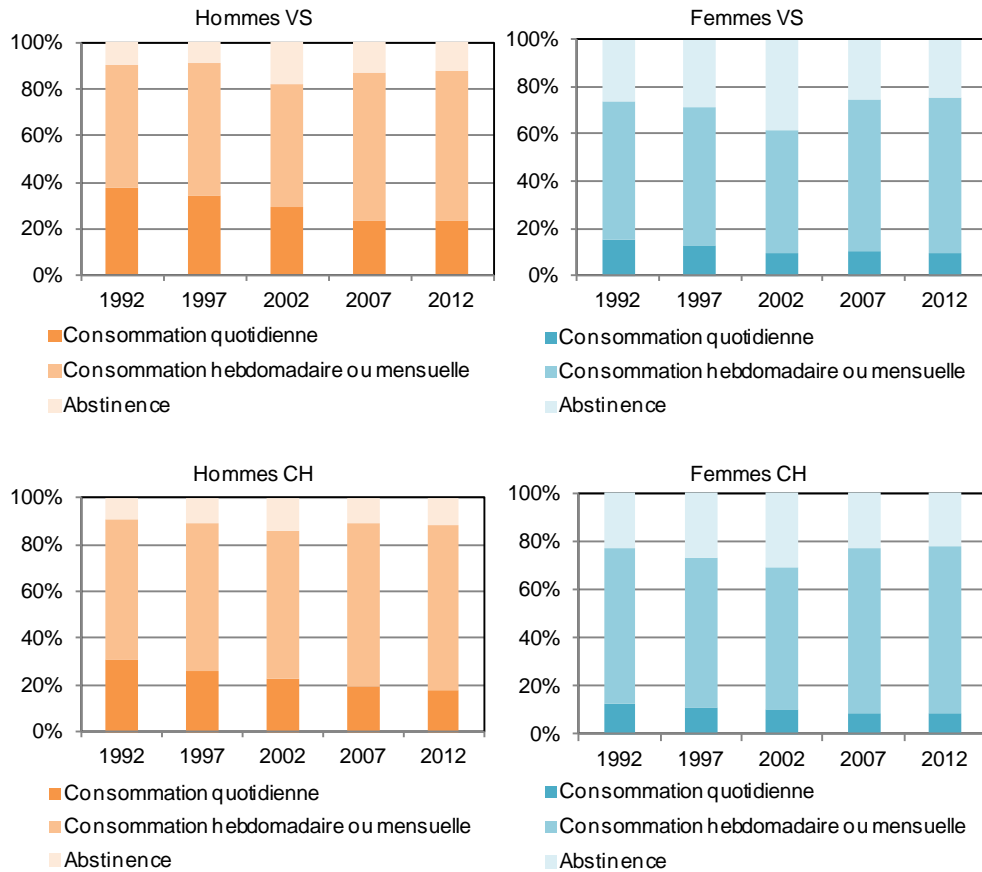 Hommes VS
100%
80%
60%
40%
20%
0%
1992 1997 2002 2007 2012
Consommation quotidienne
Consommation hebdomadaire ou mensuelle
Abstinence
Femmes VS
100%
80%
60%
40%
20%
0%
1992 1997 2002 2007 2012
Consommation quotidienne
Consommation hebdomadaire ou mensuelle
Abstinence
Hommes CH
100%
80%
60%
40%
20%
0%
1992 1997 2002 2007 2012
Consommation quotidienne
Consommation hebdomadaire ou mensuelle
Abstinence
Femmes CH
100%
80%
60%
40%
20%
0%
1992 1997 2002 2007 2012
Consommation quotidienne
Consommation hebdomadaire ou mensuelle
Abstinence